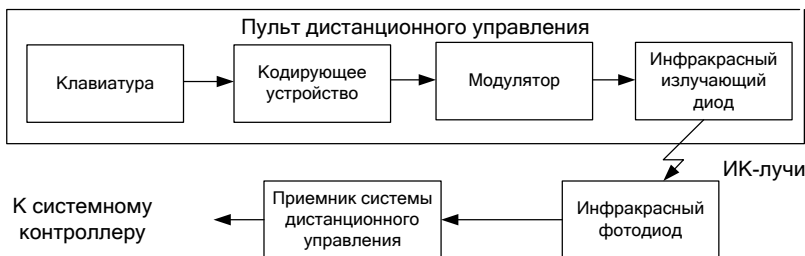 Пульт дистанционного управления
Клавиатура
Кодирующее
устройство
Модулятор
Инфракрасный
излучающий
диод
ИК-лучи
К системному
контроллеру
Приемник системы
дистанционного
управления
Инфракрасный
фотодиод